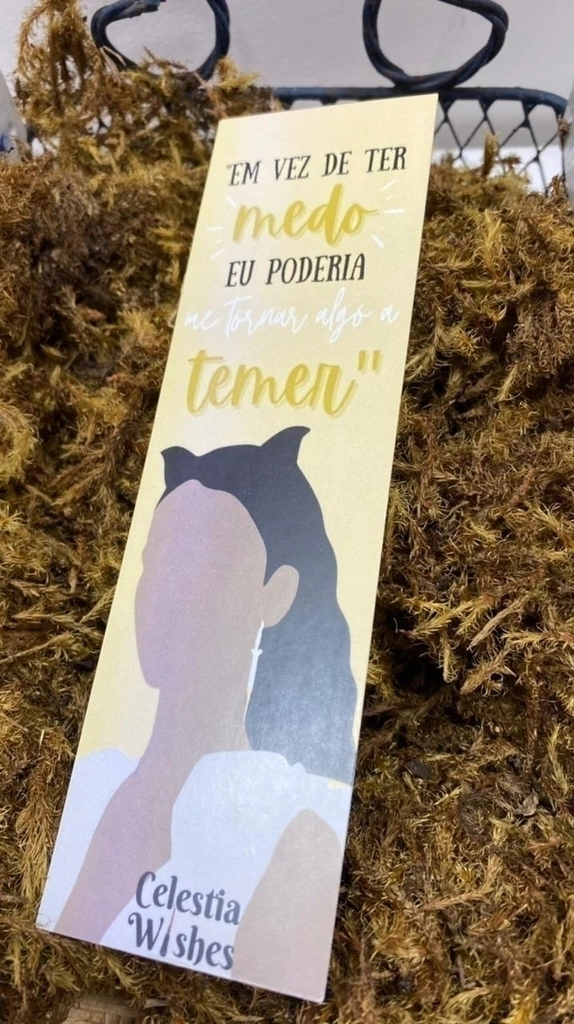 "EM VEZ DE TER
medo
EU PODERIA
me tornar algo a
temer"
Celestia
Wishes